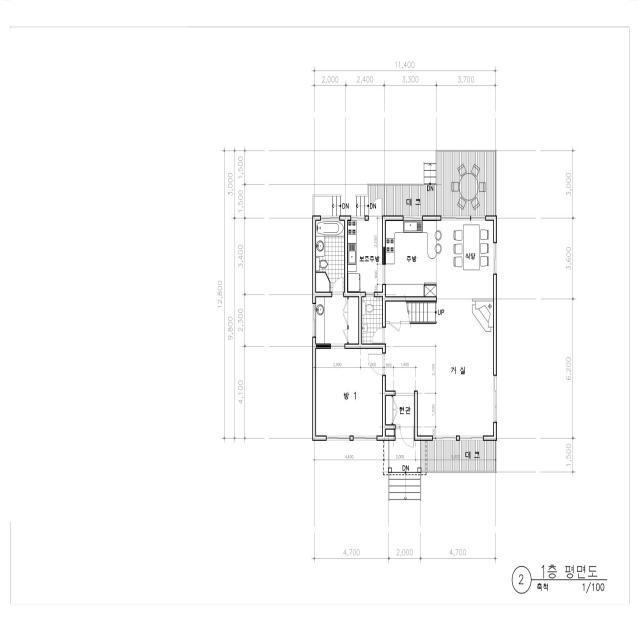 11,400
2,000 2,400 3,300 3,700
1,500
3,000
1,500
3,000
DN
데크
DN DN
3,400
보조주방 주방 식당
3,600
12,800
UP
2,300
9,800
거 실
6,200
방 1
4,100
현관
데크
1,500
DN
4,700 2,000 4,700
2 1층 평면도
축척 1/100